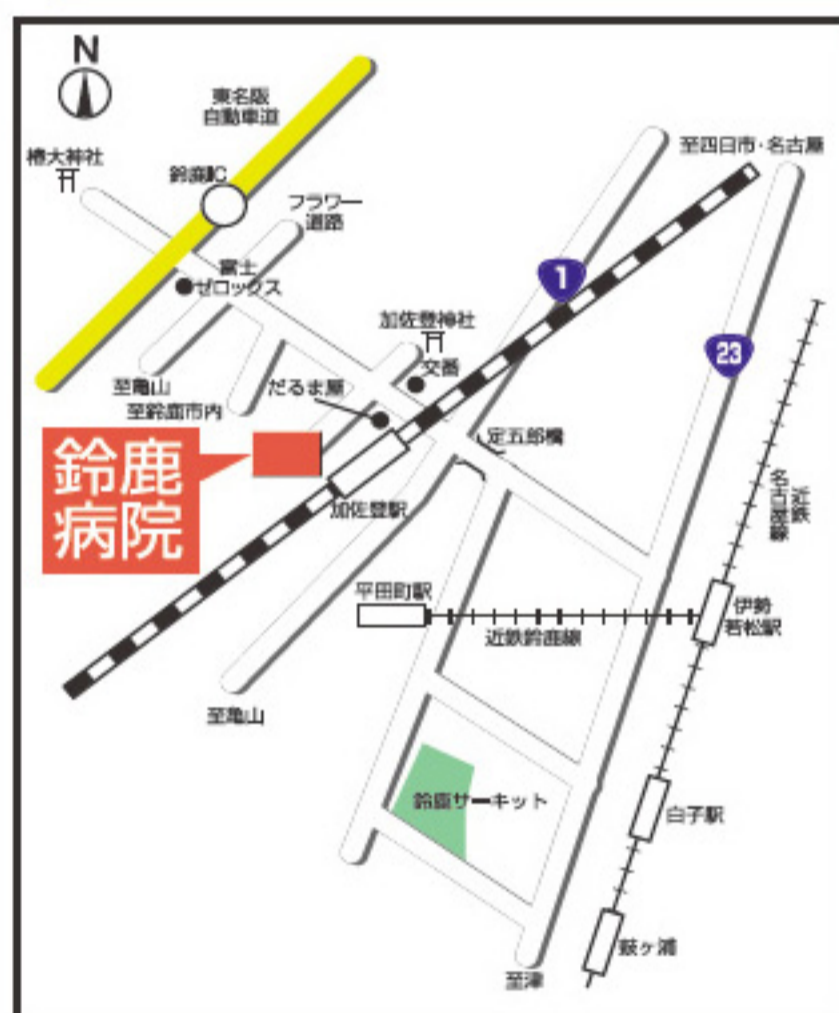 N
東名阪
自動車道
椿大神社
鈴鹿IC
フラワー
道路
至四日市・名古屋
富士
ゼロックス
1
加佐登神社
交番
23
至亀山
至鈴鹿市内
だるま屋
定五郎橋
鈴鹿
病院
加佐登駅
近鉄
名古屋線
平田町駅
近鉄鈴鹿線
伊勢
若松駅
至亀山
鈴鹿サーキット
白子駅
鼓ヶ浦
至津